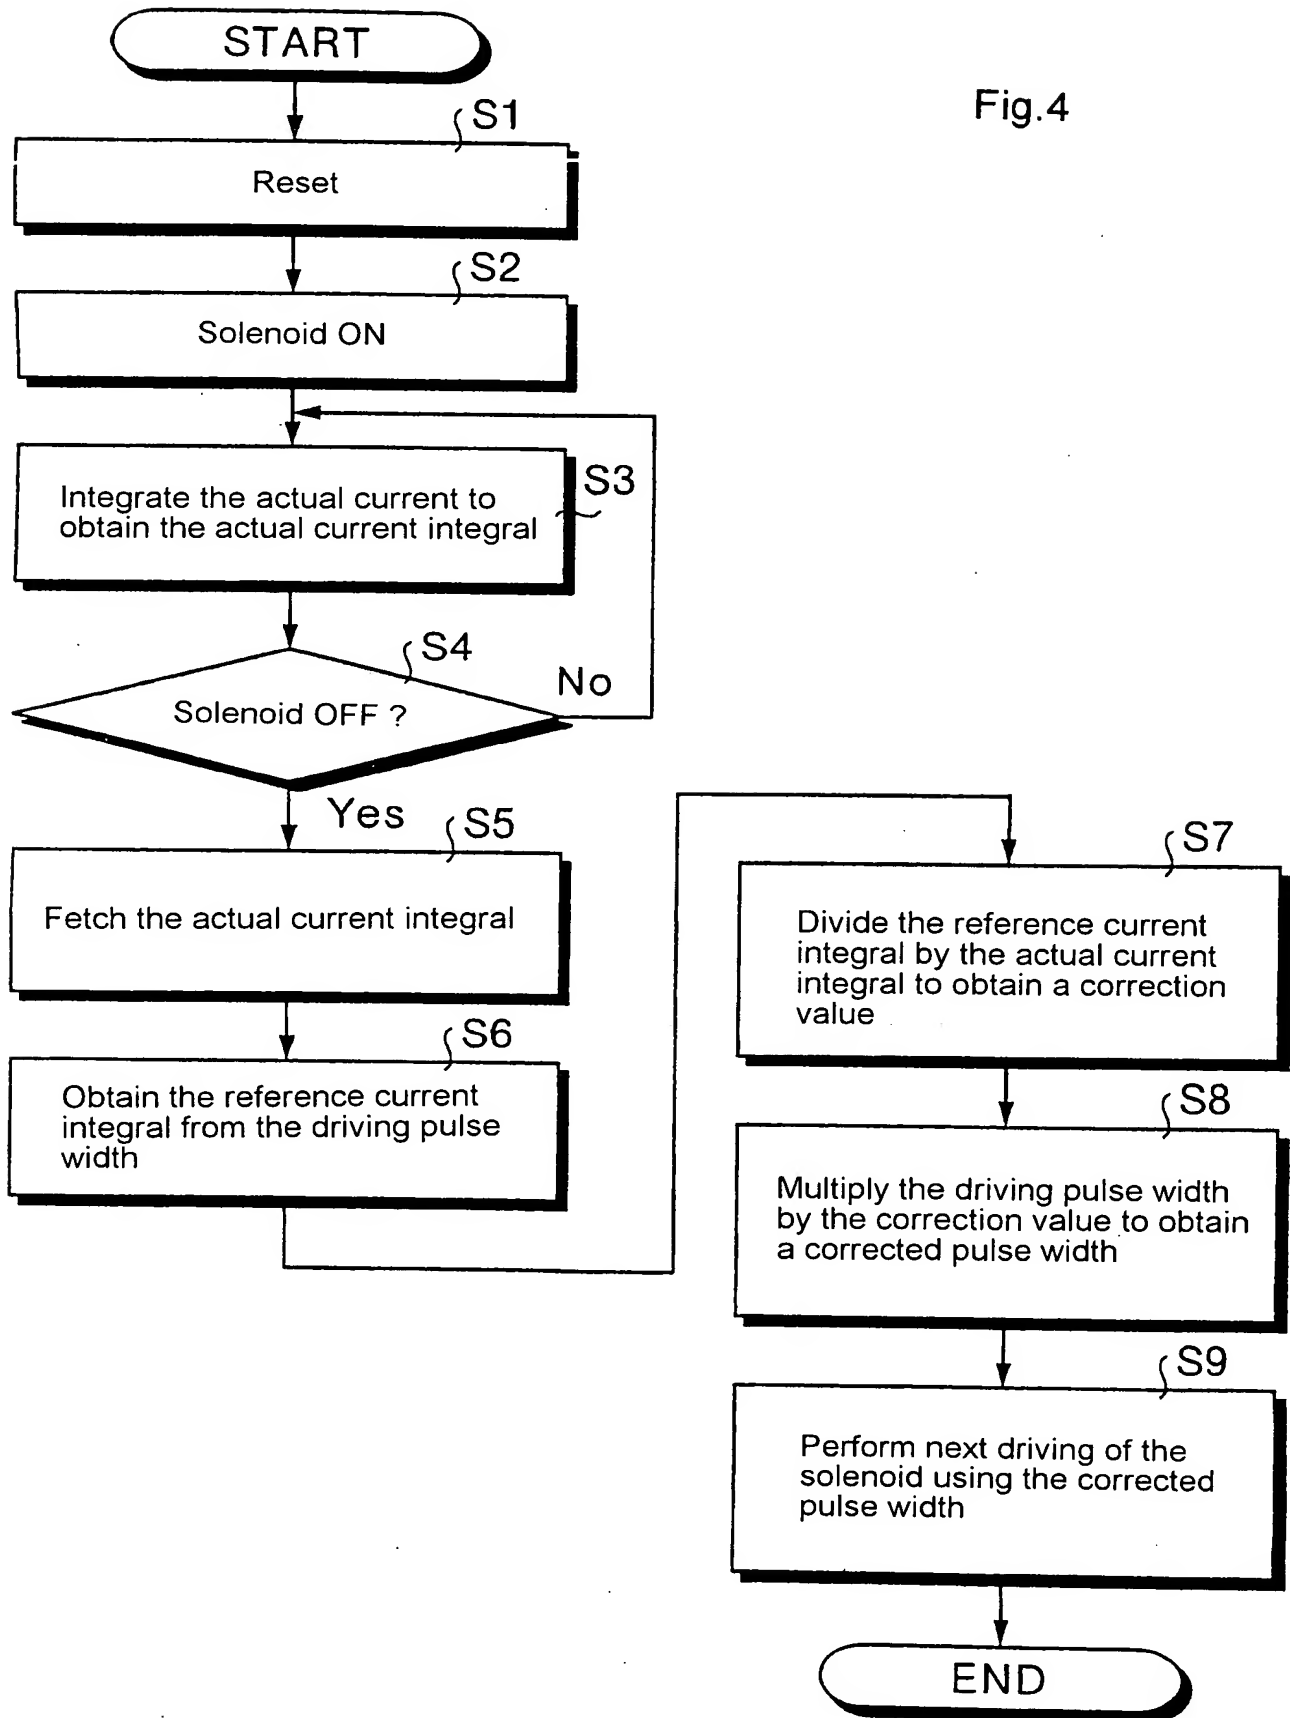 START
Fig.4
S1
Reset
S2
Solenoid ON
S3
Integrate the actual current to
obtain the actual current integral
S4
Solenoid OFF ?
No
Yes
S5
Fetch the actual current integral
S6
Obtain the reference current
integral from the driving pulse
width
S7
Divide the reference current
integral by the actual current
integral to obtain a correction
value
S8
Multiply the driving pulse width
by the correction value to obtain
a corrected pulse width
S9
Perform next driving of the
solenoid using the corrected
pulse width
END